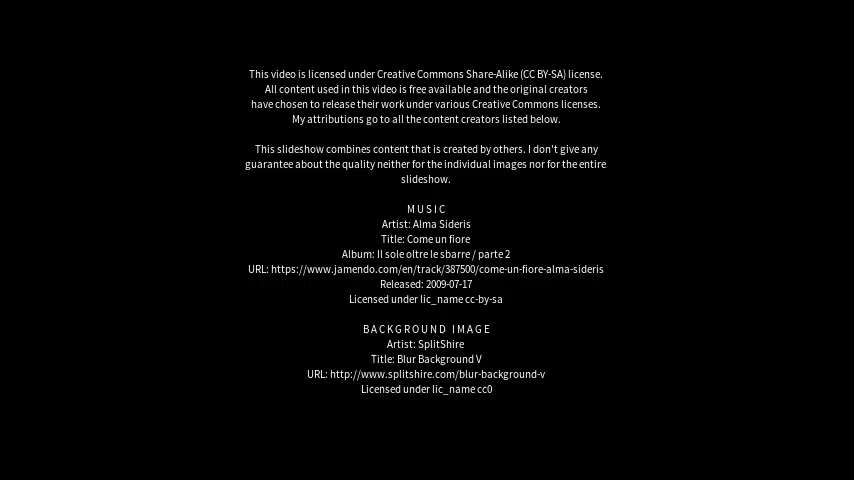 This video is licensed under Creative Commons Share-Alike (CC BY-SA) license.
All content used in this video is free available and the original creators
have chosen to release their work under various Creative Commons licenses.
My attributions go to all the content creators listed below.
This slideshow combines content that is created by others. I don't give any
guarantee about the quality neither for the individual images nor for the entire
slideshow.
MUSIC
Artist: Alma Sideris
Title: Come un fiore
Album: Il sole oltre le sbarre / parte 2
URL: https://www.jamendo.com/en/track/387500/come-un-fiore-alma-sideris
Released: 2009-07-17
Licensed under lic_name cc-by-sa
BACKGROUND IMAGE
Artist: SplitShire
Title: Blur Background V
URL: http://www.splitshire.com/blur-background-v
Licensed under lic_name cc0